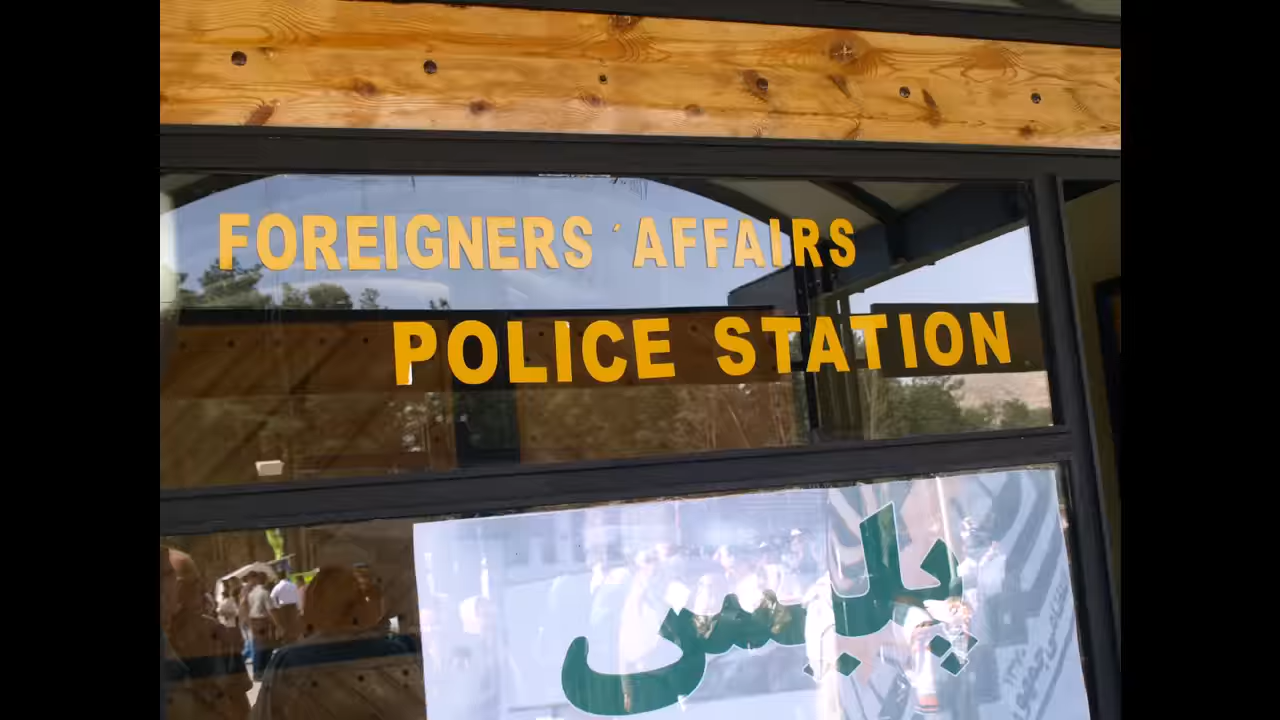 FOREIGNERS 'AFFAIRS
POLICE STATION
پلیس